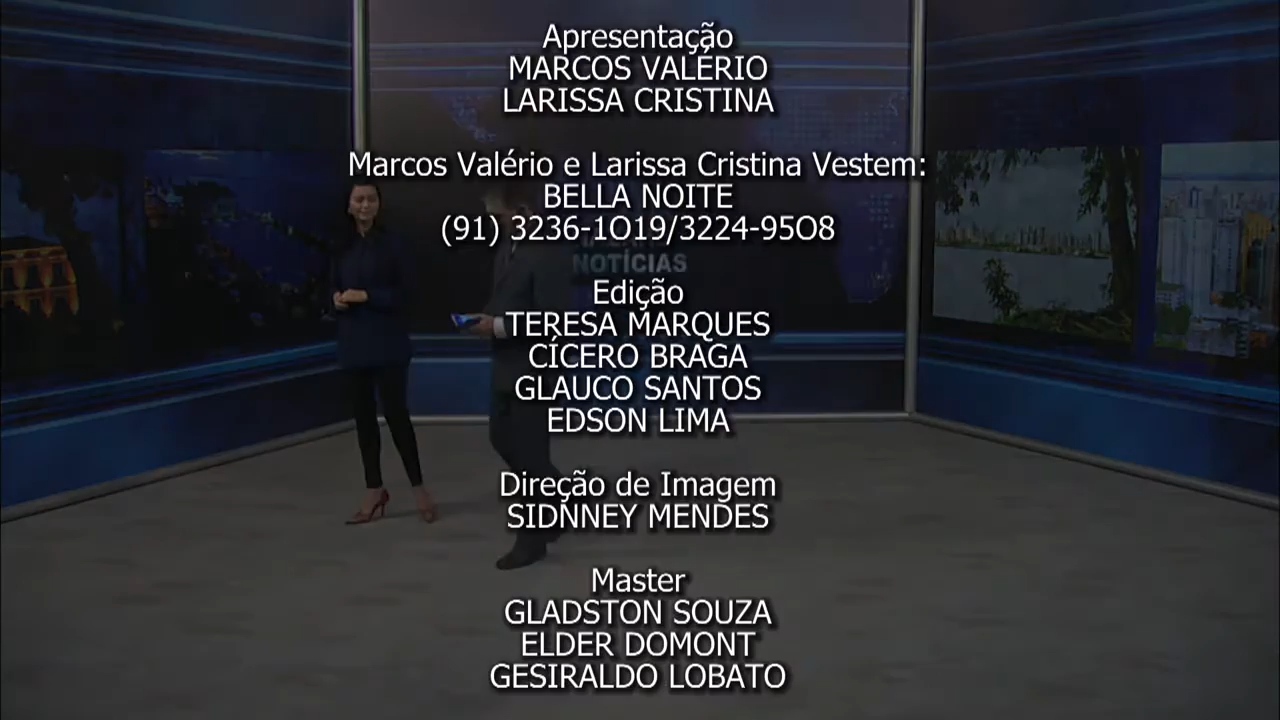 Apresentação
MARCOS VALÉRIO
LARISSA CRISTINA
Marcos Valério e Larissa Cristina Vestem:
BELLA NOITE
(91) 3236-1O19/3224-95O8
NOTÍCIAS
Edição
TERESA MARQUES
CÍCERO BRAGA
GLAUCO SANTOS
EDSON LIMA
Direção de Imagem
SIDNNEY MENDES
Master
GLADSTON SOUZA
ELDER DOMONT
GESIRALDO LOBATO